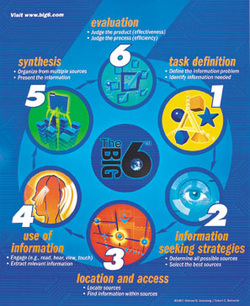 Visit www.big6.com
evaluation
• Judge the product (effectiveness)
• Judge the process (efficiency)
6
synthesis
• Organize from multiple sources
• Present the information
5
task definition
• Define the information problem
• Identify information needed
1
The
BIG
6
4
use of
information
• Engage (e.g., read, hear, view, touch)
• Extract relevant information
2
information
seeking strategies
• Determine all possible sources
• Select the best sources
3
location and access
• Locate sources
• Find information within sources